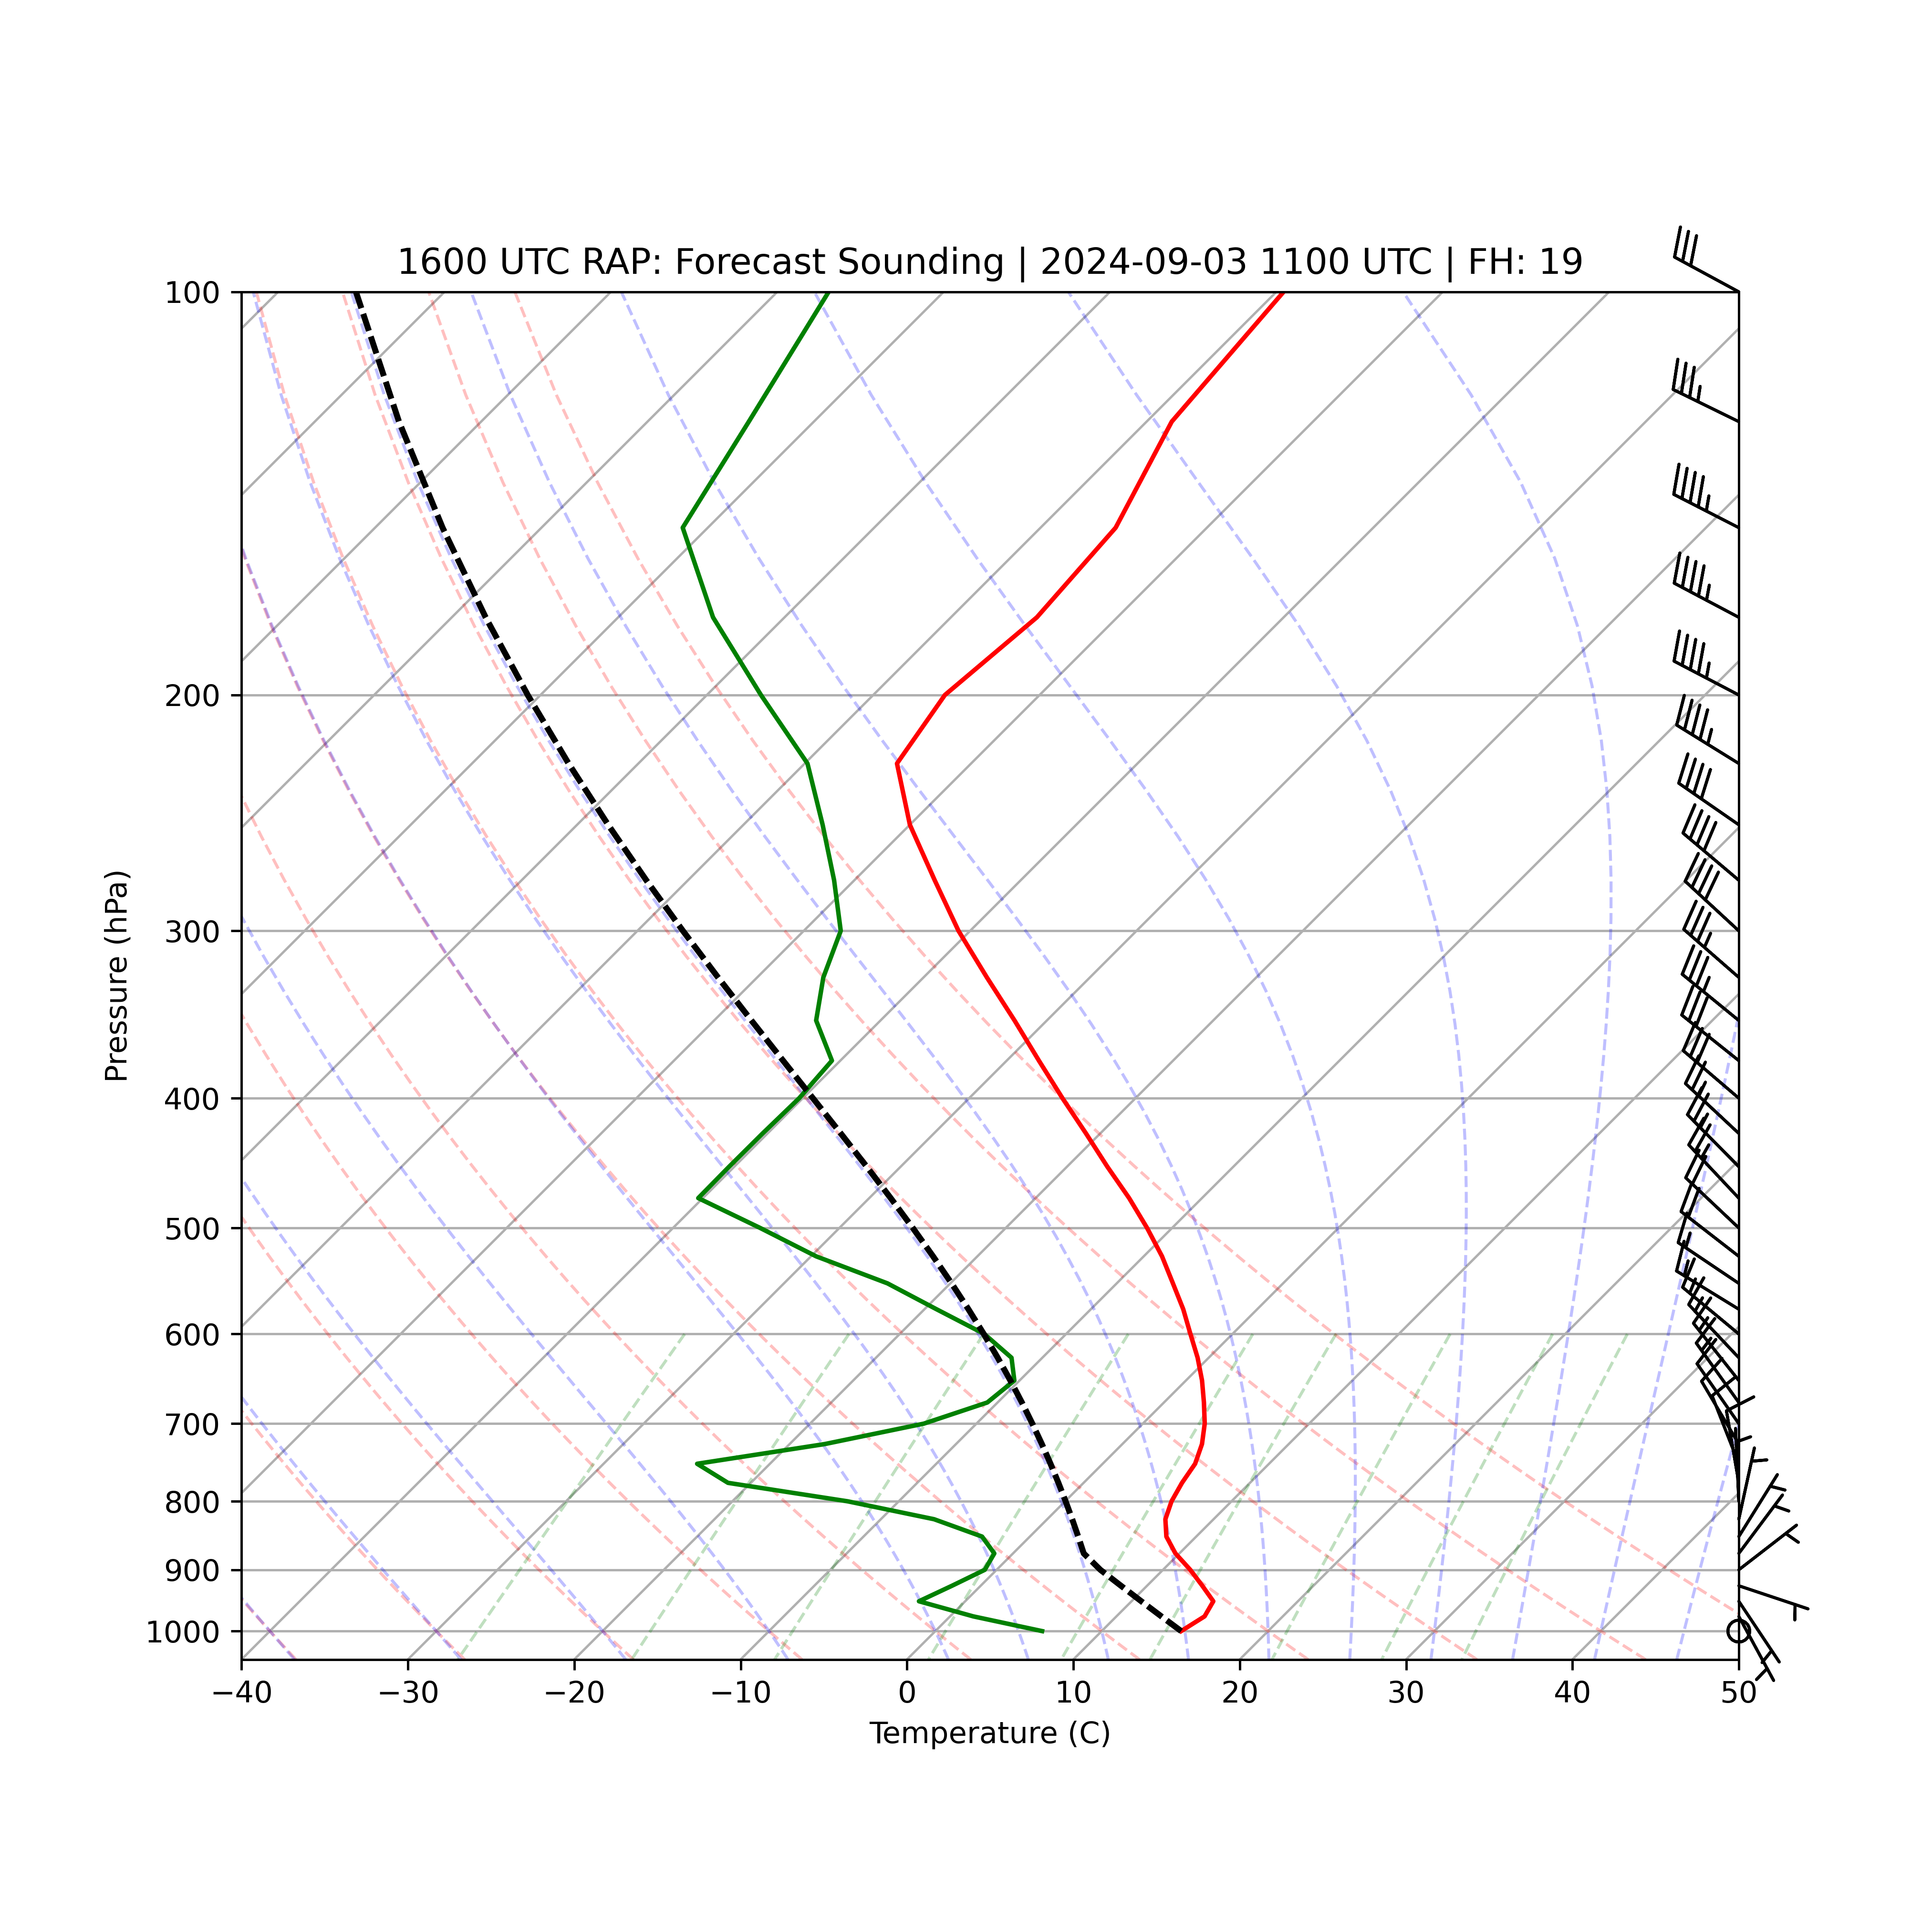 1600 UTC RAP: Forecast Sounding | 2024-09-03 1100 UTC | FH: 19
100
200
300
400
500
600
700
800
900
1000
Pressure (hPa)
−40 −30 −20 −10 0 10 20 30 40 50
Temperature (C)